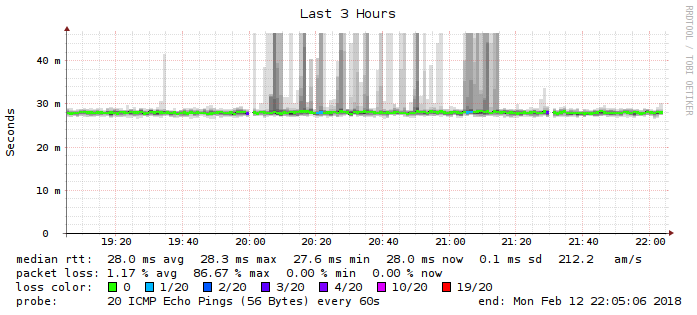 Last 3 Hours
RRDTOOL / TOBI OETIKER
Seconds
40 m
30 m
20 m
10 m
0
19:20 19:40 20:00 20:20 20:40 21:00 21:20 21:40 22:00
median rtt: 28.0 ms avg 28.3 ms max 27.6 ms min 28.0 ms now 0.1 ms sd 212.2 am/s
packet loss: 1.17 % avg 86.67 % max 0.00 % min 0.00 % now
loss color: 0 1/20 2/20 3/20 4/20 10/20 19/20
probe: 20 ICMP Echo Pings (56 Bytes) every 60s end: Mon Feb 12 22:05:06 2018